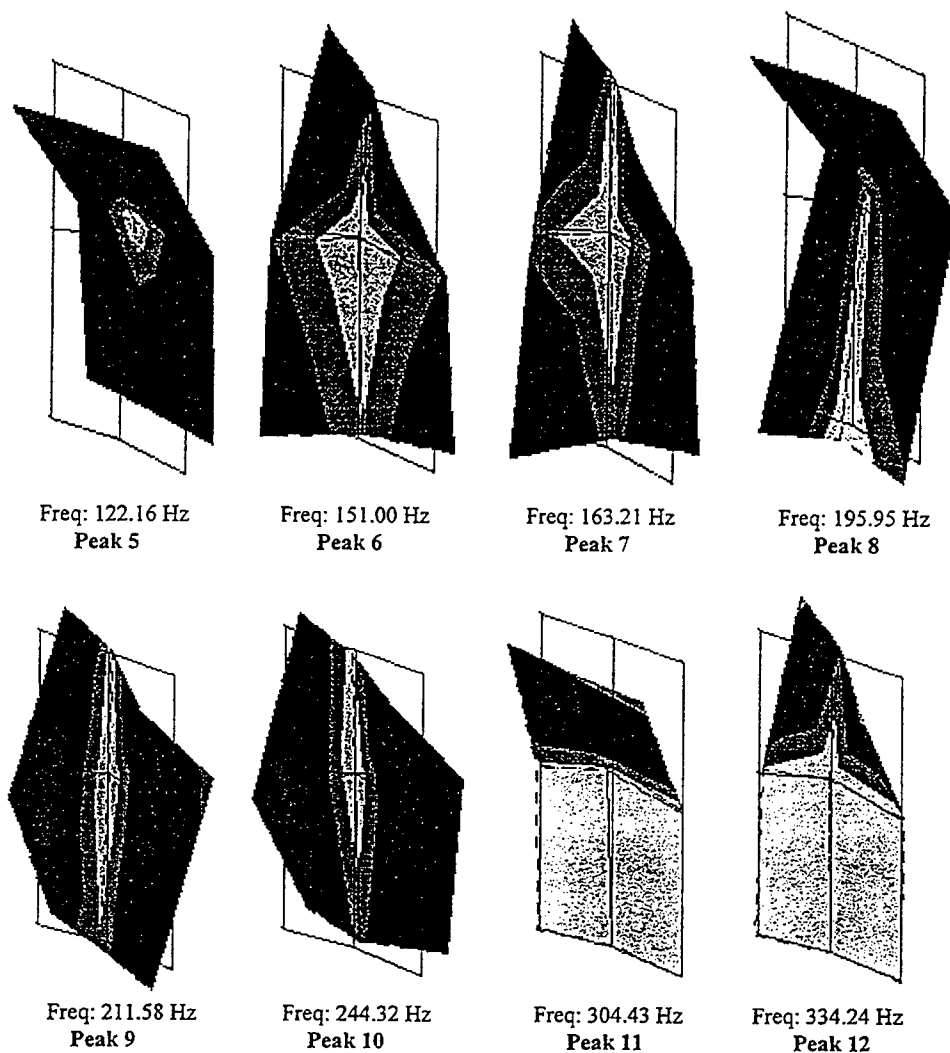 Freq: 122.16 Hz
Peak 5
Freq: 151.00 Hz
Peak 6
Freq: 163.21 Hz
Peak 7
Freq: 195.95 Hz
Peak 8
Freq: 211.58 Hz
Peak 9
Freq: 244.32 Hz
Peak 10
Freq: 304.43 Hz
Peak 11
Freq: 334.24 Hz
Peak 12